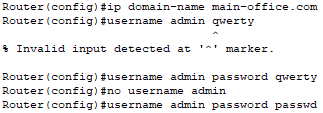 Router(config)#ip domain-name main-office.com
Router(config)#username admin qwerty
^
% Invalid input detected at '^' marker.
Router(config)#username admin password qwerty
Router(config)#no username admin
Router(config)#username admin password passwd